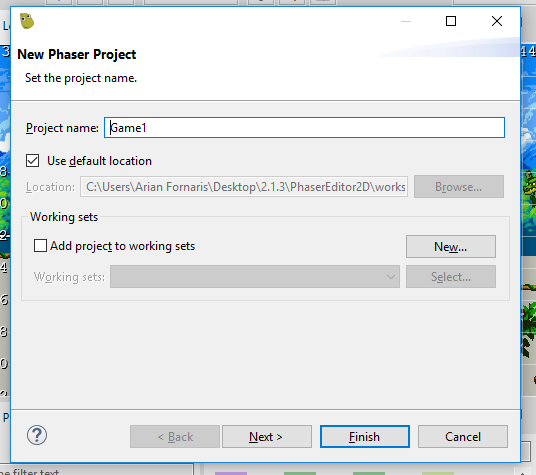 New Phaser Project
Set the project name.
Project name: Game1
Use default location
Location: C:\Users\Arian Fornaris\Desktop\2.1.3\PhaserEditor2D\works
Browse...
Working sets
Add project to working sets
New...
Working sets:
Select...
?
< Back
Next >
Finish
Cancel
filter text